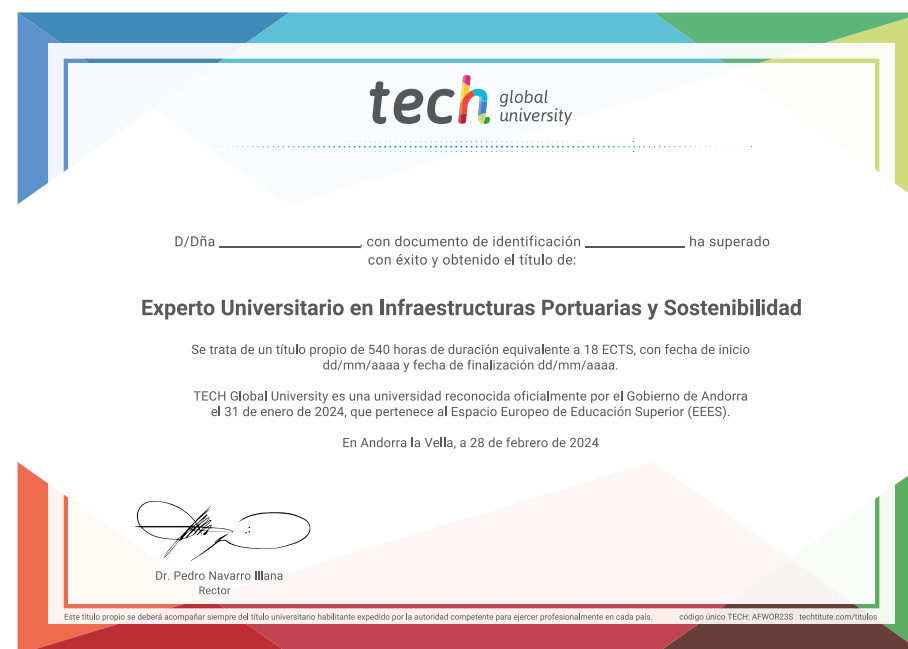 tech global university
D/Dña ____________, con documento de identificación ____________ ha superado
con éxito y obtenido el título de:
Experto Universitario en Infraestructuras Portuarias y Sostenibilidad
Se trata de un título propio de 540 horas de duración equivalente a 18 ECTS, con fecha de inicio
dd/mm/aaaa y fecha de finalización dd/mm/aaaa.
TECH Global University es una universidad reconocida oficialmente por el Gobierno de Andorra
el 31 de enero de 2024, que pertenece al Espacio Europeo de Educación Superior (EEES).
En Andorra la Vella, a 28 de febrero de 2024
Dr. Pedro Navarro Illana
Rector
Este título propio se deberá acompañar siempre del título universitario habilitante expedido por la autoridad competente para ejercer profesionalmente en cada país. código único TECH: AFWOR23S techtitute.com/titulos